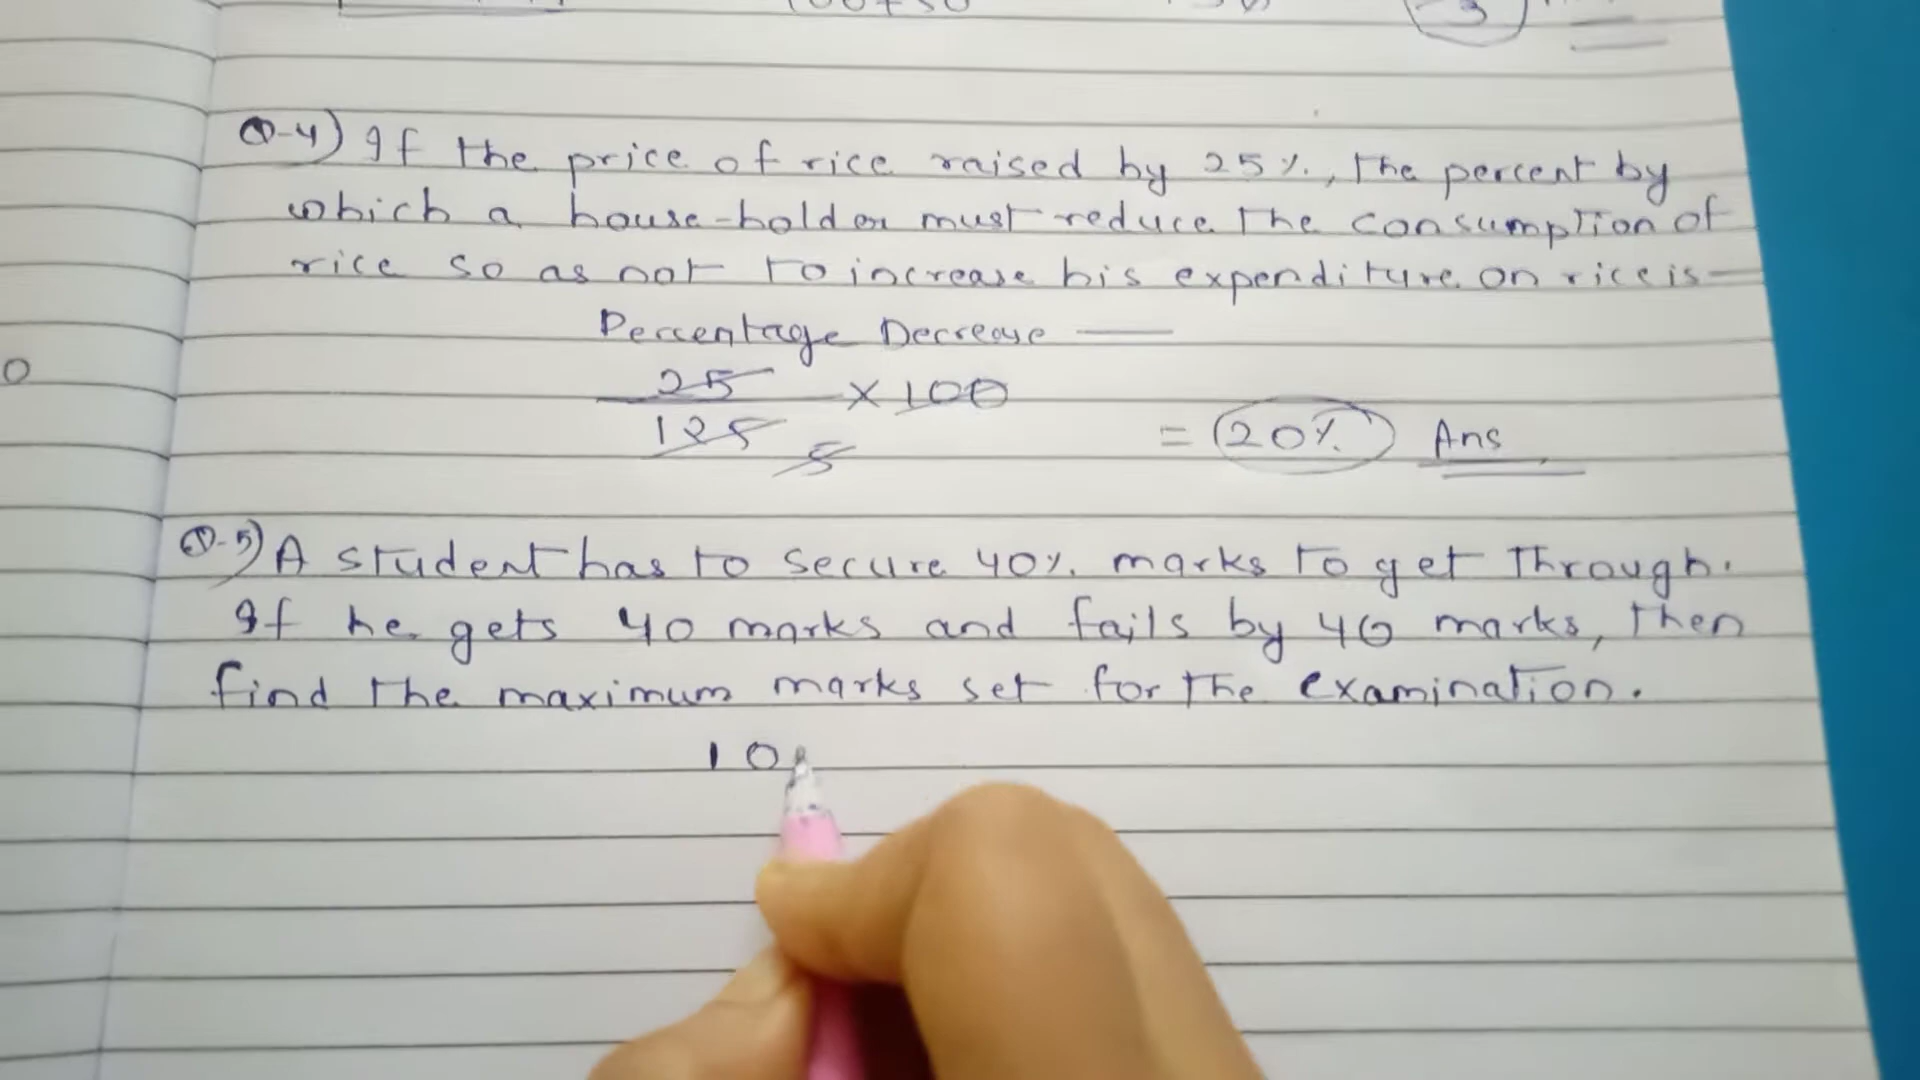 Q-4) If the price of rice raised by 25%, the percent by
which a house-holder must reduce the consumption of
rice so as not to increase his expenditure on rice is—
Percentage Decrease —
25
125
× 100
5
= 20% Ans
0
Q-5) A student has to secure 40% marks to get through.
If he gets 40 marks and fails by 40 marks, then
find the maximum marks set for the examination.
10